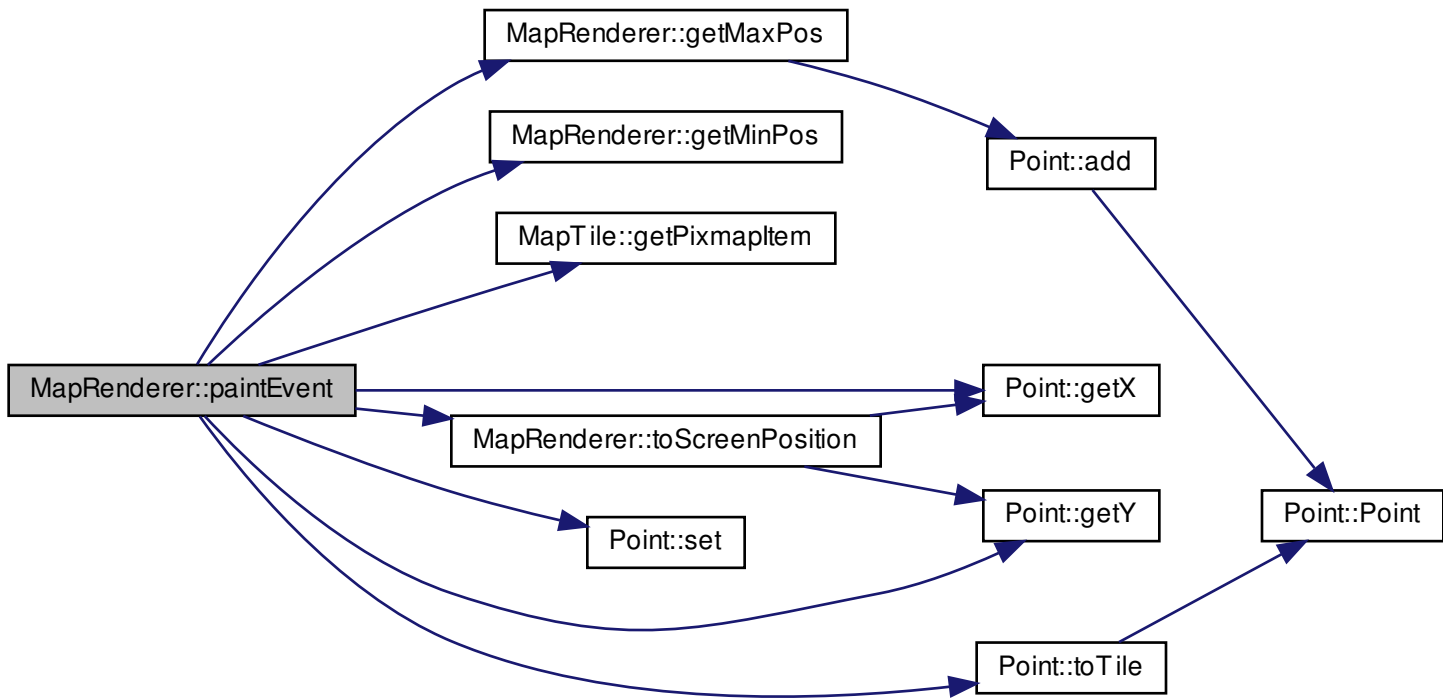 MapRenderer::getMaxPos
MapRenderer::getMinPos
Point::add
MapTile::getPixmapItem
MapRenderer::paintEvent
Point::getX
MapRenderer::toScreenPosition
Point::getY
Point::Point
Point::set
Point::toTile